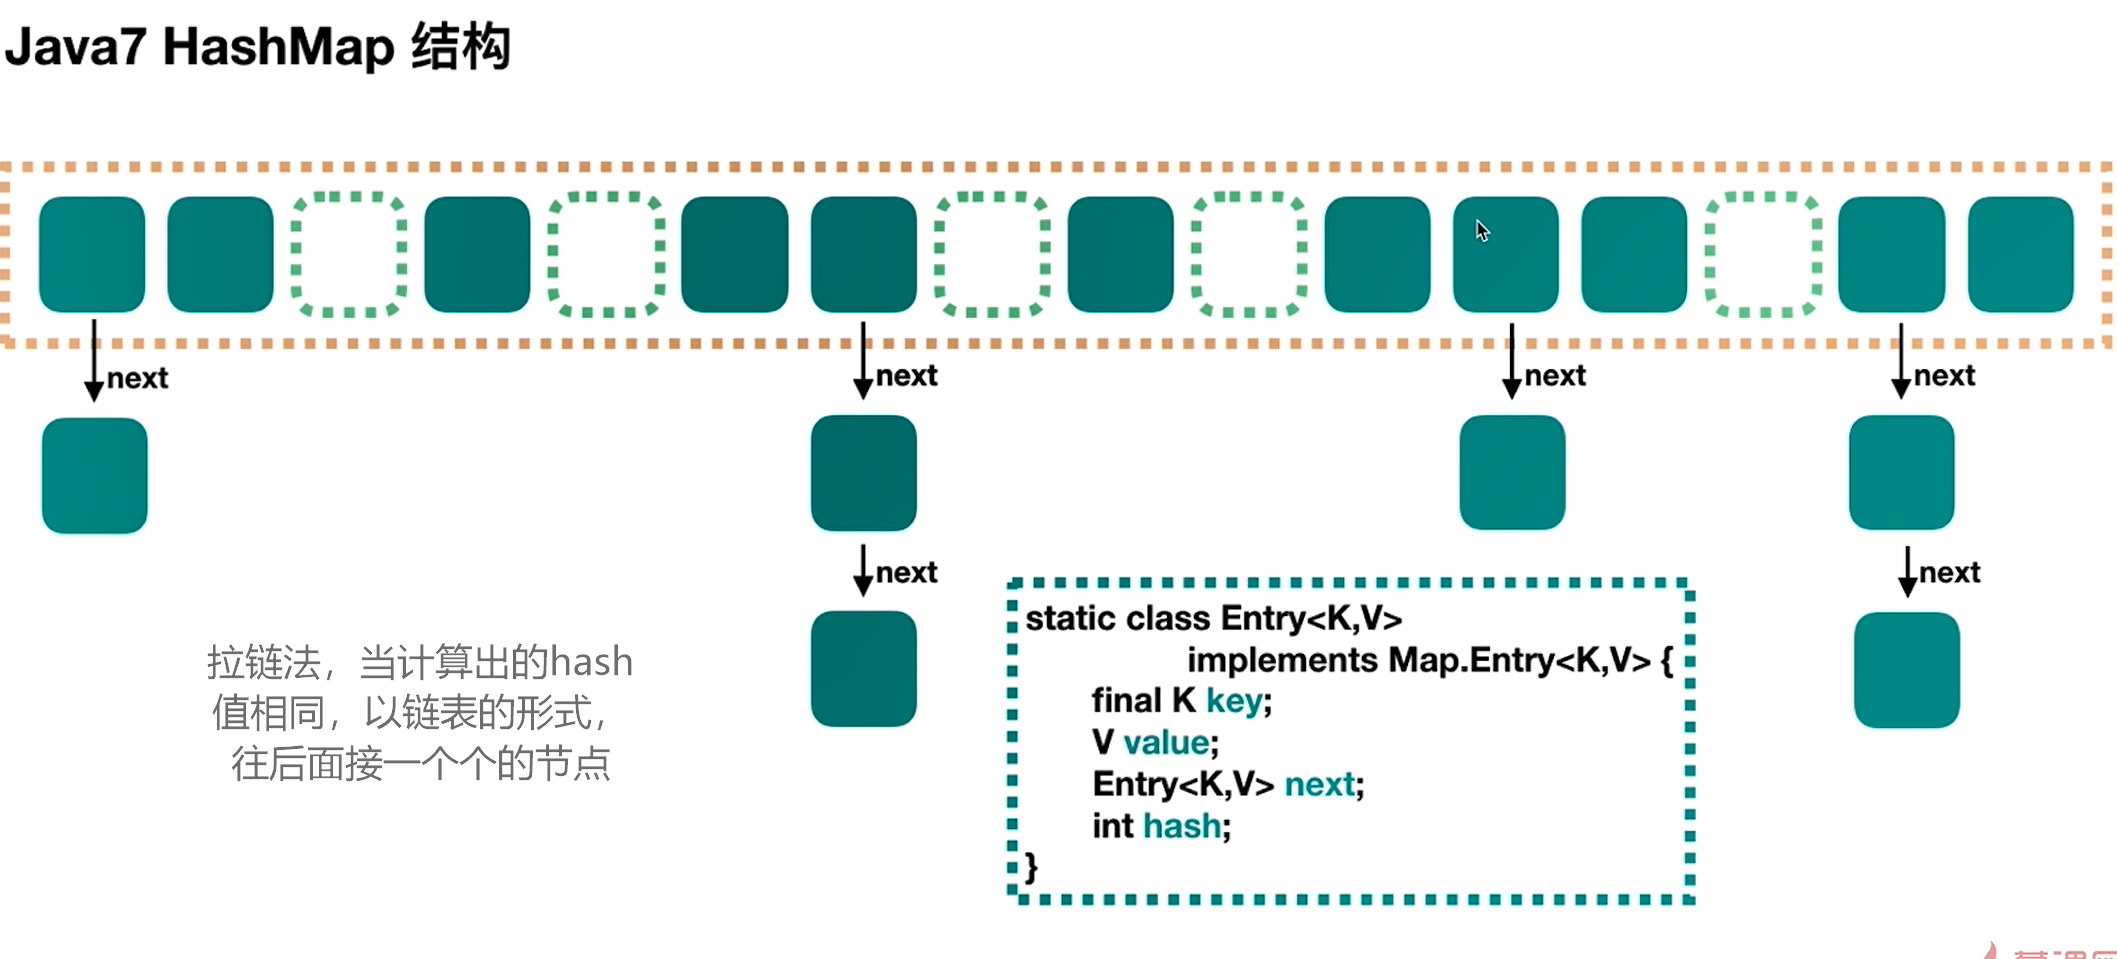 Java7 HashMap 结构
next
next
next
next
next
next
拉链法，当计算出的hash
值相同，以链表的形式，
往后面接一个个的节点
static class Entry<K,V>
implements Map.Entry<K,V> {
final K key;
V value;
Entry<K,V> next;
int hash;
}